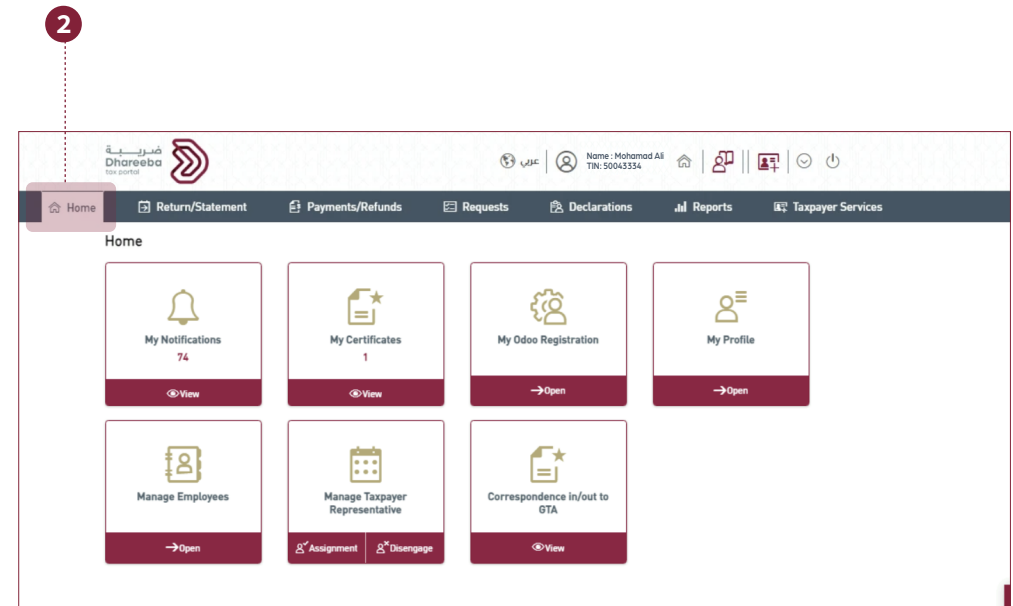 2
ضريبة
Dhareeba
tax portal
عربي
Name : Mohamad Ali
TIN: 50043334
Home
Return/Statement
Payments/Refunds
Requests
Declarations
Reports
Taxpayer Services
Home
My Notifications
74
View
My Certificates
1
View
My Odoo Registration
Open
My Profile
Open
Manage Employees
Open
Manage Taxpayer
Representative
Assignment
Disengage
Correspondence in/out to
GTA
View